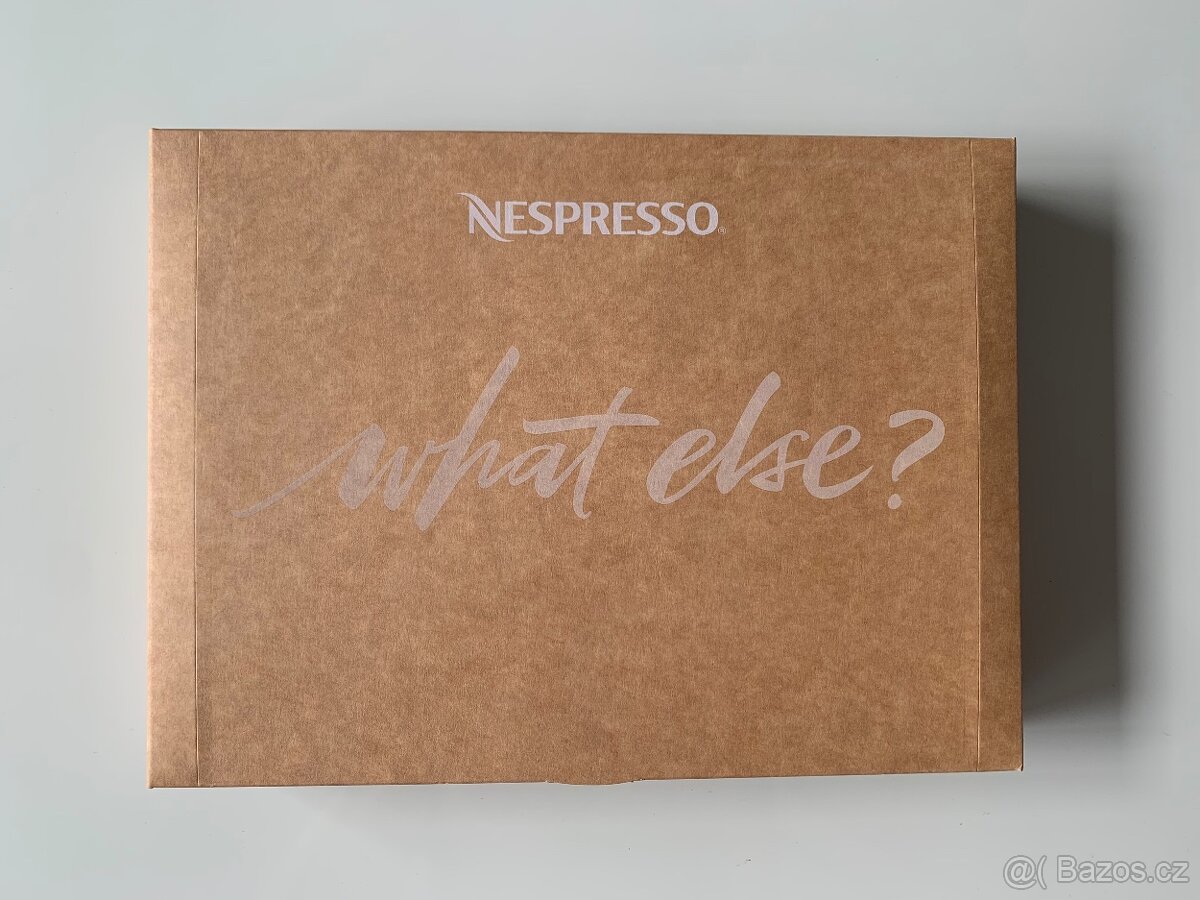 NESPRESSO®
what else?
@( Bazos.cz